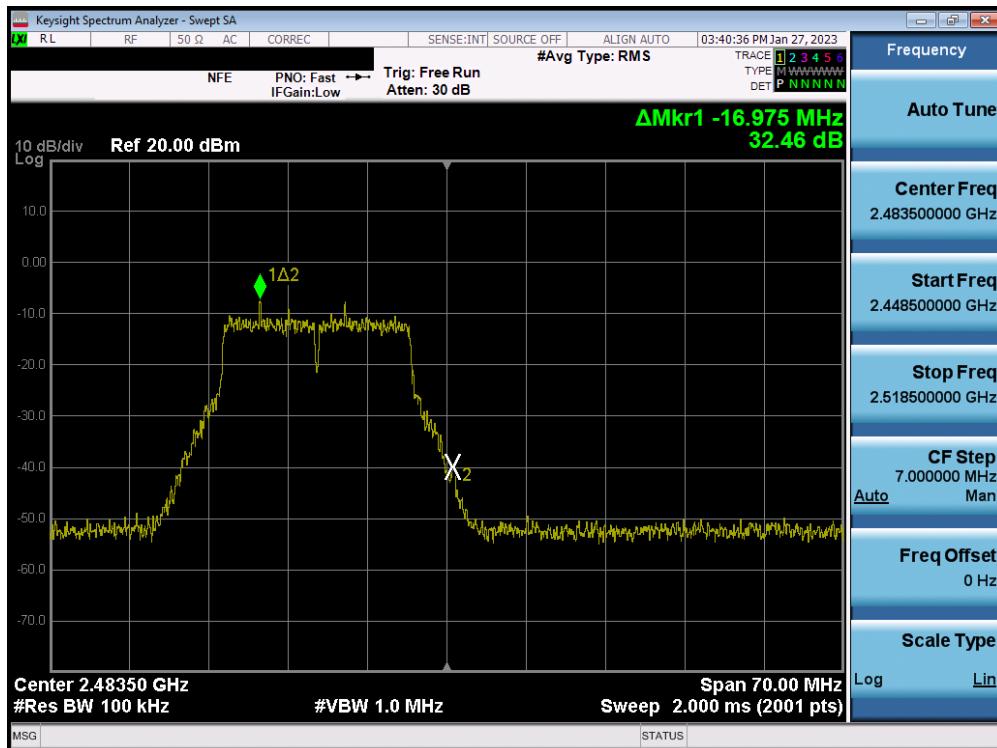 Keysight Spectrum Analyzer - Swept SA
LXI RL RF 50 Ω AC CORREC SENSE:INT SOURCE OFF ALIGN AUTO 03:40:36 PM Jan 27, 2023
Frequency
#Avg Type: RMS
TRACE 1 2 3 4 5 6
NFE PNO: Fast Trig: Free Run
TYPE M WWWWW
IFGain:Low Atten: 30 dB
DET P N N N N N
Auto Tune
ΔMkr1 -16.975 MHz
32.46 dB
10 dB/div Ref 20.00 dBm
Log
Center Freq
2.483500000 GHz
10.0
0.00
1Δ2
Start Freq
2.448500000 GHz
-10.0
-20.0
Stop Freq
2.518500000 GHz
-30.0
-40.0
2
CF Step
7.000000 MHz
Auto Man
-50.0
Freq Offset
0 Hz
-60.0
-70.0
Scale Type
Log Lin
Center 2.48350 GHz Span 70.00 MHz
#Res BW 100 kHz #VBW 1.0 MHz Sweep 2.000 ms (2001 pts)
MSG STATUS